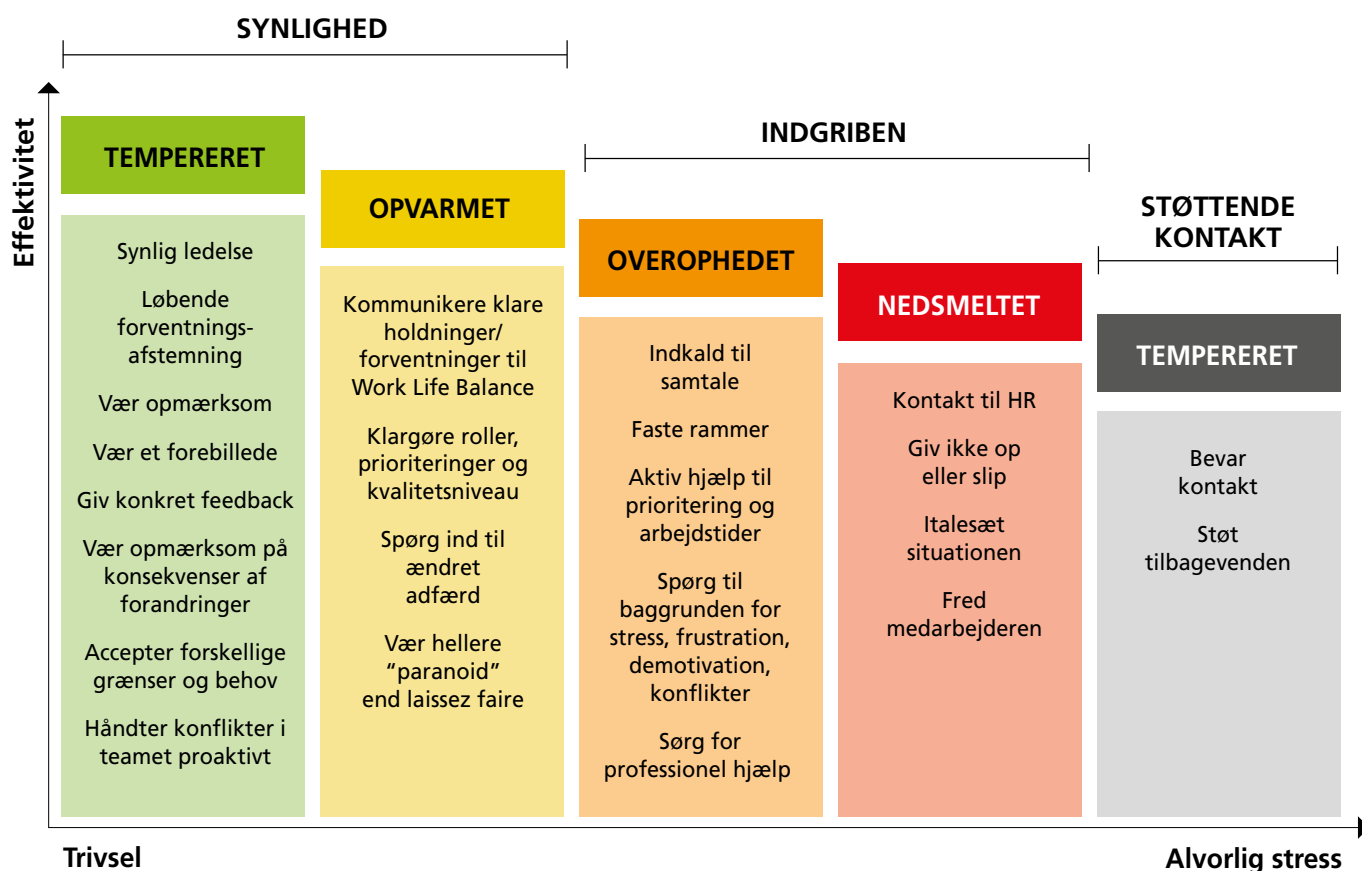 SYNLIGHED
Effektivitet
TEMPERERET
Synlig ledelse
Løbende
forventnings-
afstemning
Vær opmærksom
Vær et forebillede
Giv konkret feedback
Vær opmærksom på
konsekvenser af
forandringer
Accepter forskellige
grænser og behov
Håndter konflikter i
teamet proaktivt
OPVARMET
Kommunikere klare
holdninger/
forventninger til
Work Life Balance
Klargøre roller,
prioriteringer og
kvalitetsniveau
Spørg ind til
ændret
adfærd
Vær hellere
“paranoid”
end laissez faire
INDGRIBEN
OVEROPHEDET
Indkald til
samtale
Faste rammer
Aktiv hjælp til
prioritering og
arbejdstider
Spørg til
baggrunden for
stress, frustration,
demotivation,
konflikter
Sørg for
professionel hjælp
NEDSMELTET
Kontakt til HR
Giv ikke op
eller slip
Italesæt
situationen
Fred
medarbejderen
STØTTENDE
KONTAKT
TEMPERERET
Bevar
kontakt
Støt
tilbagevenden
Trivsel
Alvorlig stress